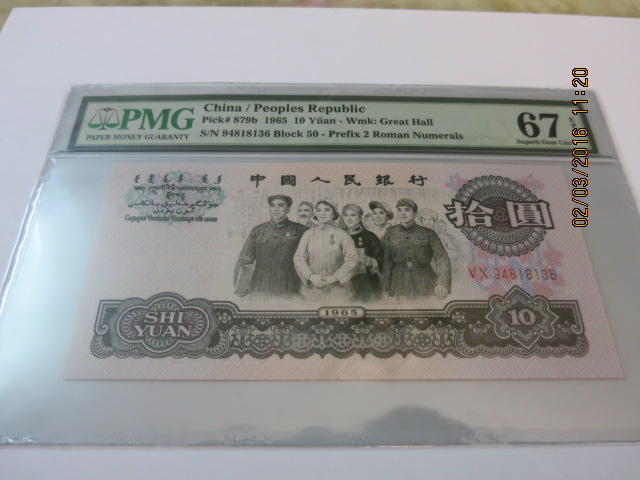 PMG
PAPER MONEY GUARANTY
China / Peoples Republic
Pick# 879b 1965 10 Yüan - Wmk: Great Hall
S/N 94818136 Block 50 - Prefix 2 Roman Numerals
67
Superb Gem Unc
中國人民銀行
拾圓
VX 94818136
1965
SHI
YUAN
10
02/03/2016 11:20